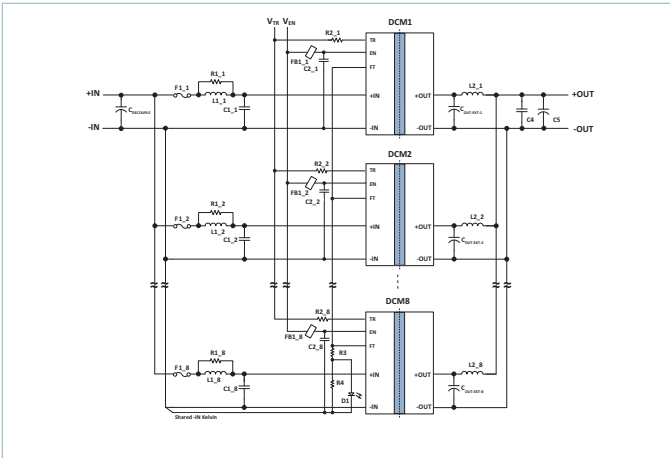 VTR VEN
DCM1
R2_1
TR
EN
FB1_1
C2_1
FT
+IN
F1_1
R1_1
L1_1
C1_1
+IN
+OUT
L2_1
+OUT
CDECOUPLE
COUT-EXT-1
C4
C5
-IN
-IN
-OUT
-OUT
DCM2
R2_2
TR
EN
FB1_2
C2_2
FT
R1_2
F1_2
L1_2
C1_2
+IN
+OUT
L2_2
COUT-EXT-2
-IN
-OUT
DCM8
R2_8
TR
EN
FB1_8
C2_8
FT
R3
R1_8
F1_8
L1_8
C1_8
R4
D1
+IN
+OUT
L2_8
COUT-EXT-8
-IN
-OUT
Shared -IN Kelvin